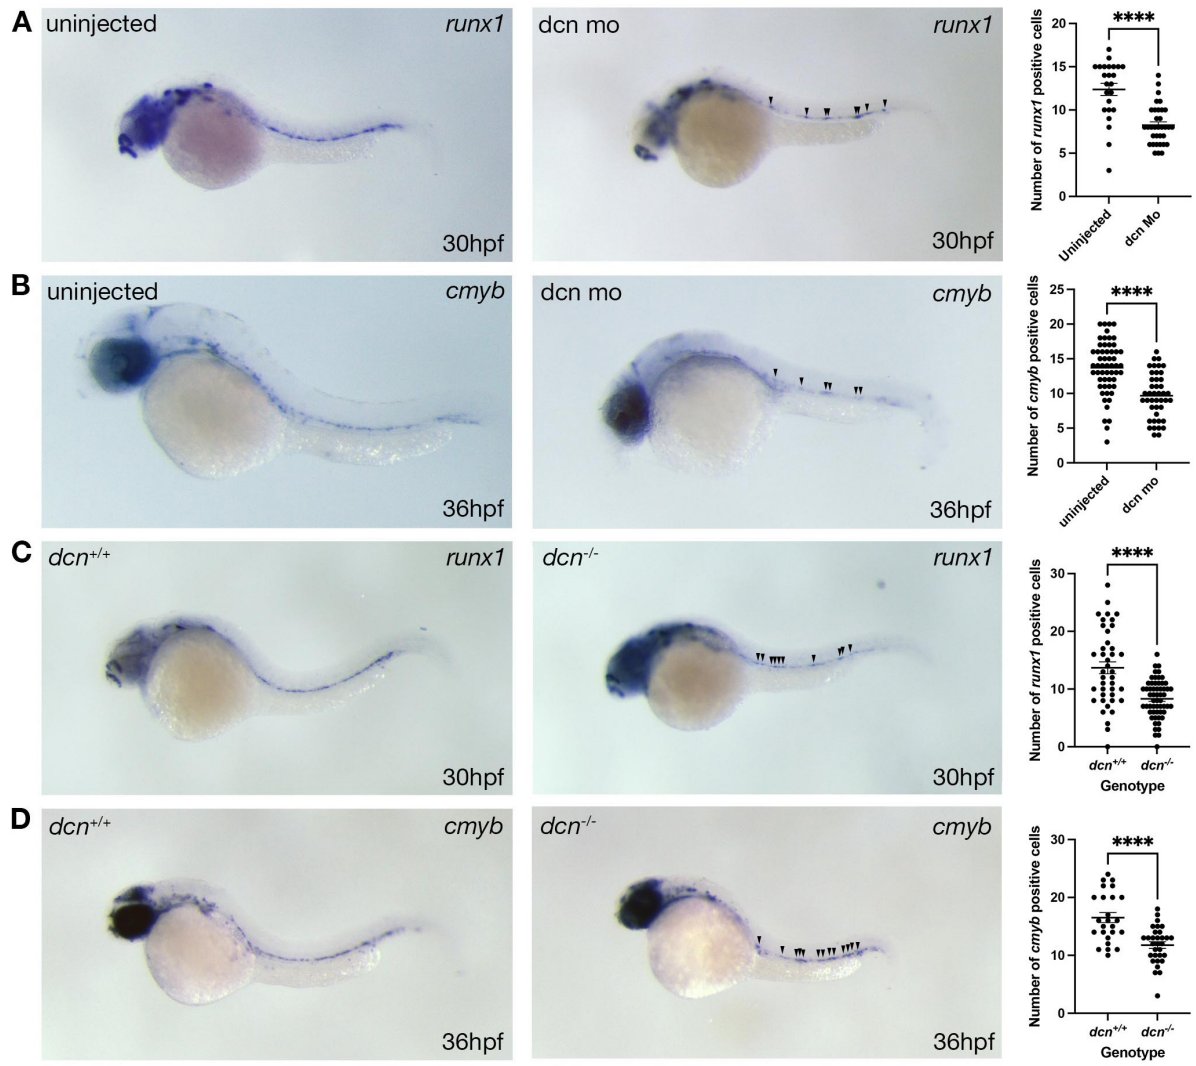 A
uninjected
runx1
30hpf
dcn mo
runx1
30hpf
Number of runx1 positive cells
20
15
10
5
0
****
Uninjected
dcn Mo
B
uninjected
cmyb
36hpf
dcn mo
cmyb
36hpf
Number of cmyb positive cells
25
20
15
10
5
0
****
uninjected
dcn mo
C
dcn+/+
runx1
30hpf
dcn-/-
runx1
30hpf
Number of runx1 positive cells
30
20
10
0
****
dcn+/+
dcn-/-
Genotype
D
dcn+/+
cmyb
36hpf
dcn-/-
cmyb
36hpf
Number of cmyb positive cells
30
20
10
0
****
dcn+/+
dcn-/-
Genotype